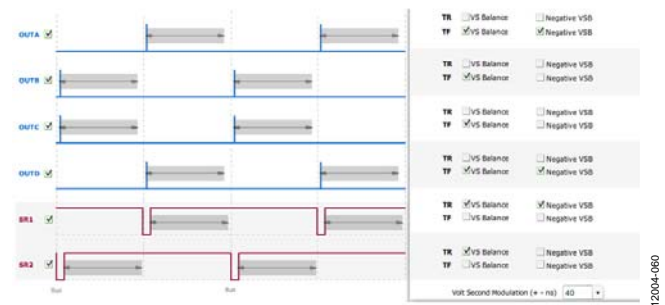 OUTA
TR VS Balance Negative VSB
TF VS Balance Negative VSB
OUTB
TR VS Balance Negative VSB
TF VS Balance Negative VSB
OUTC
TR VS Balance Negative VSB
TF VS Balance Negative VSB
OUTD
TR VS Balance Negative VSB
TF VS Balance Negative VSB
SR1
TR VS Balance Negative VSB
TF VS Balance Negative VSB
SR2
TR VS Balance Negative VSB
TF VS Balance Negative VSB
Volt Second Modulation (+ - ns) 40
12004-060